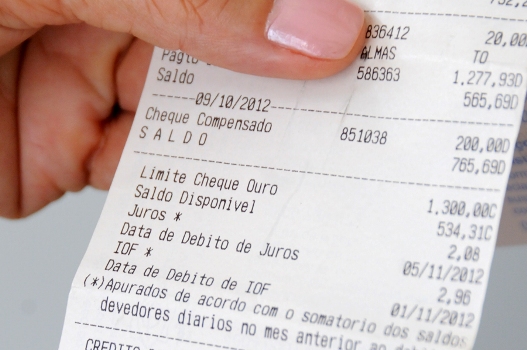 836412 20,00
ALMAS TO
Pagto 586363 1.277,93D
Saldo 565,69D
09/10/2012
Cheque Compensado 851038 200,00D
S A L D O 765,69D
Limite Cheque Ouro 1.300,00C
Saldo Disponivel 534,31C
Juros * 2,08
Data de Debito de Juros 05/11/2012
IOF * 2,96
Data de Debito de IOF 01/11/2012
(*)Apurados de acordo com o somatorio dos saldos
devedores diarios no mes anterior ao
CREDITO